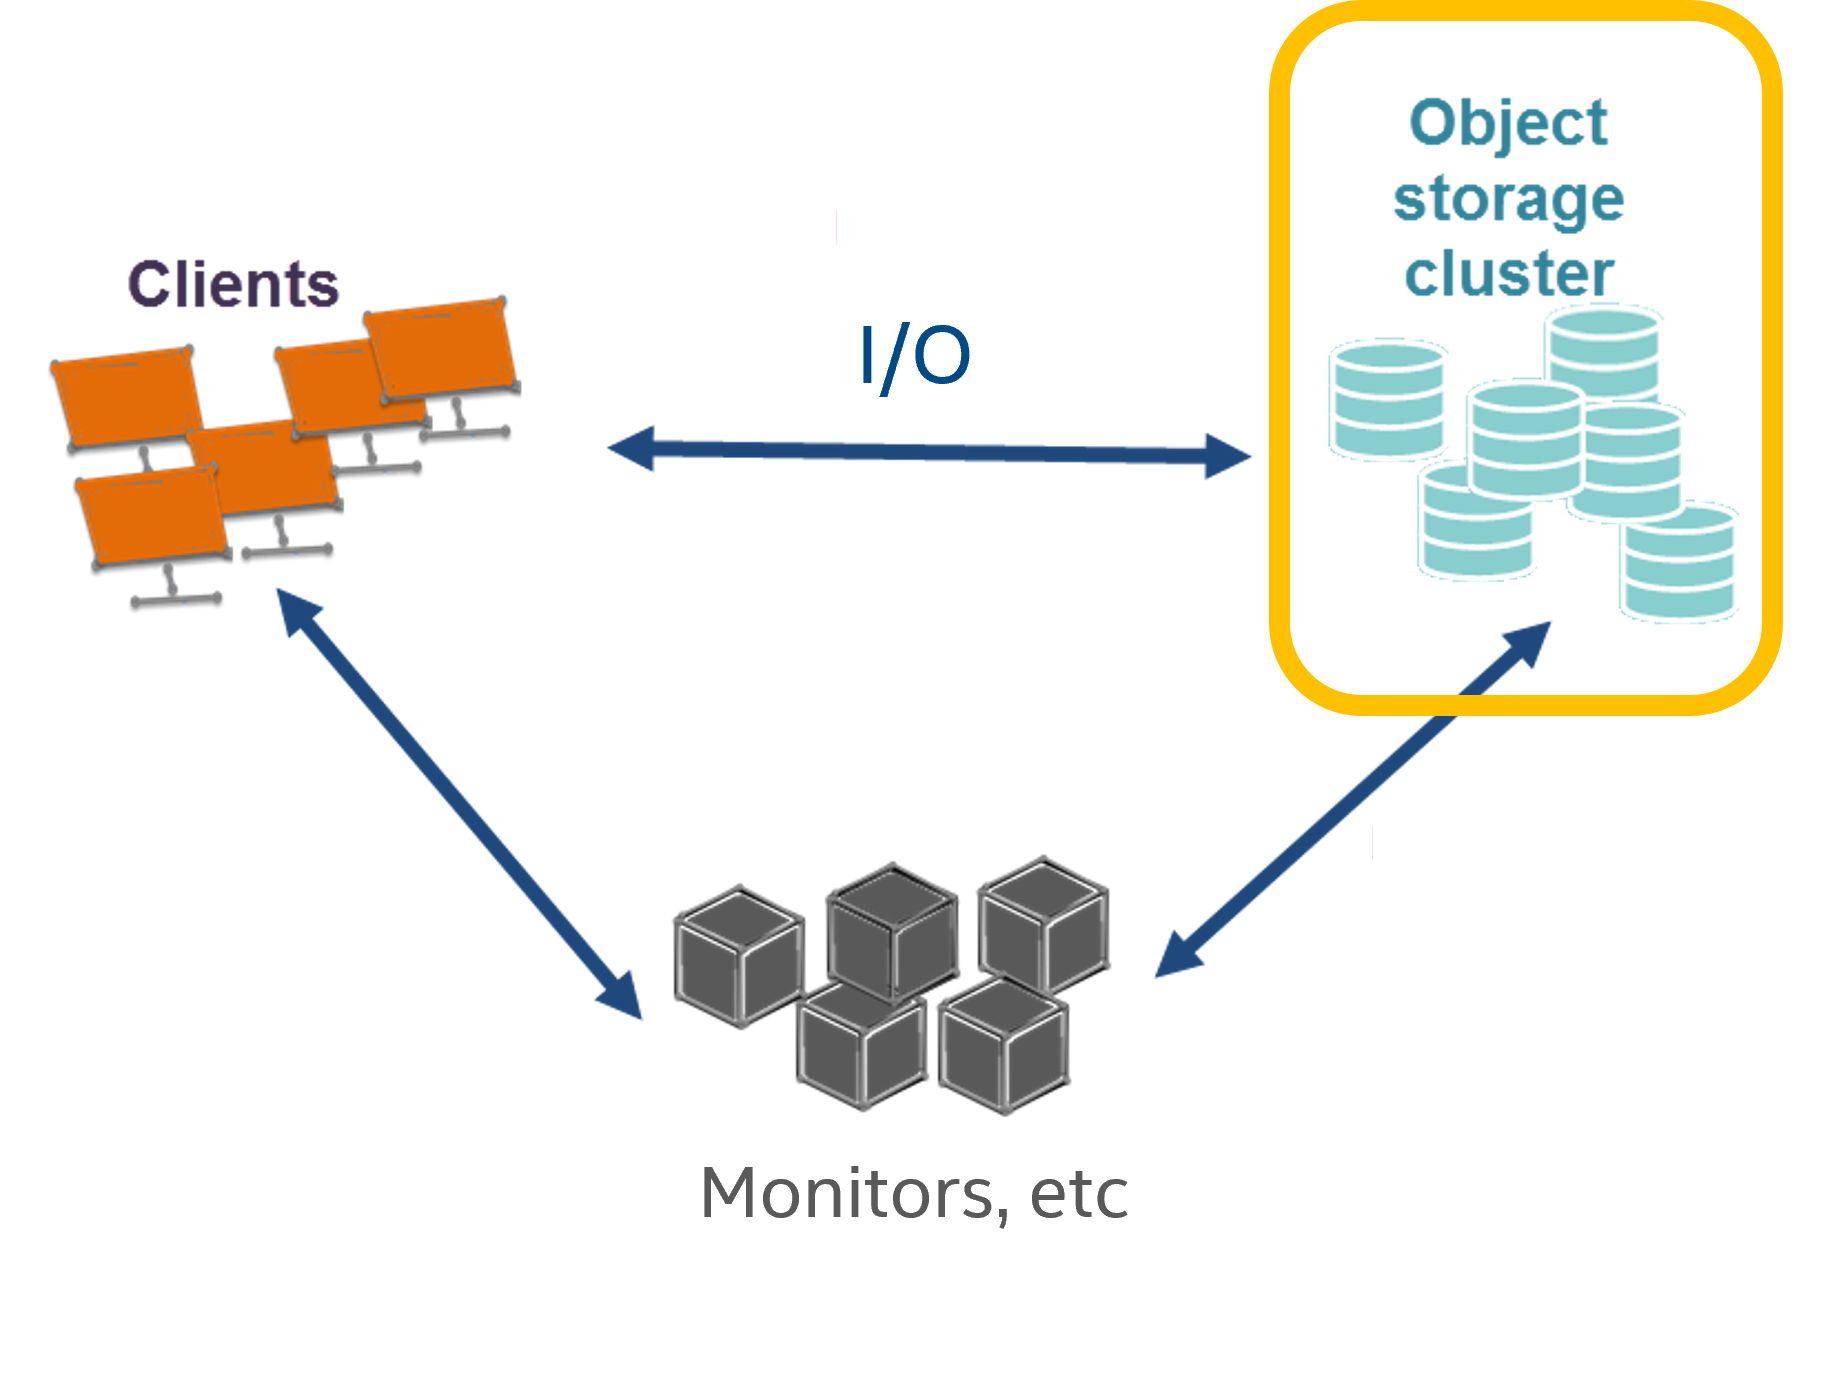 Object
storage
cluster
Clients
I/O
Monitors, etc